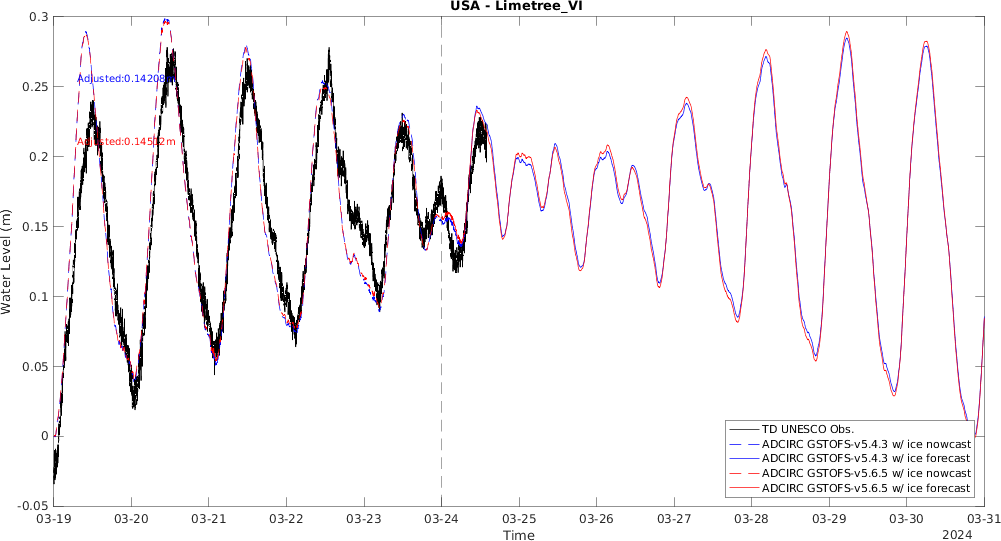 USA - Limetree_VI
Water Level (m)
0.3
0.25
0.2
0.15
0.1
0.05
0
-0.05
Adjusted:0.14208
Adjusted:0.14512m
TD UNESCO Obs.
ADCIRC GSTOFS-v5.4.3 w/ ice nowcast
ADCIRC GSTOFS-v5.4.3 w/ ice forecast
ADCIRC GSTOFS-v5.6.5 w/ ice nowcast
ADCIRC GSTOFS-v5.6.5 w/ ice forecast
03-19 03-20 03-21 03-22 03-23 03-24 03-25 03-26 03-27 03-28 03-29 03-30 03-31
Time
2024